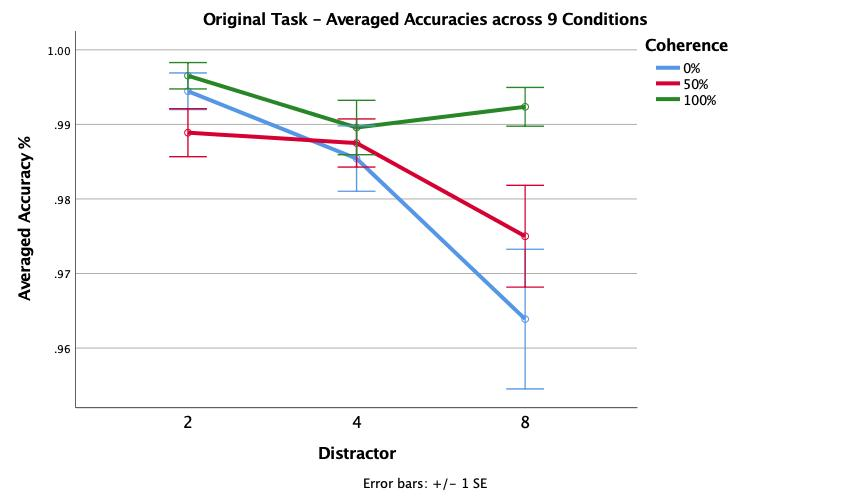 Original Task – Averaged Accuracies across 9 Conditions
Coherence
0%
50%
100%
Averaged Accuracy %
1.00
.99
.98
.97
.96
2
4
8
Distractor
Error bars: +/– 1 SE